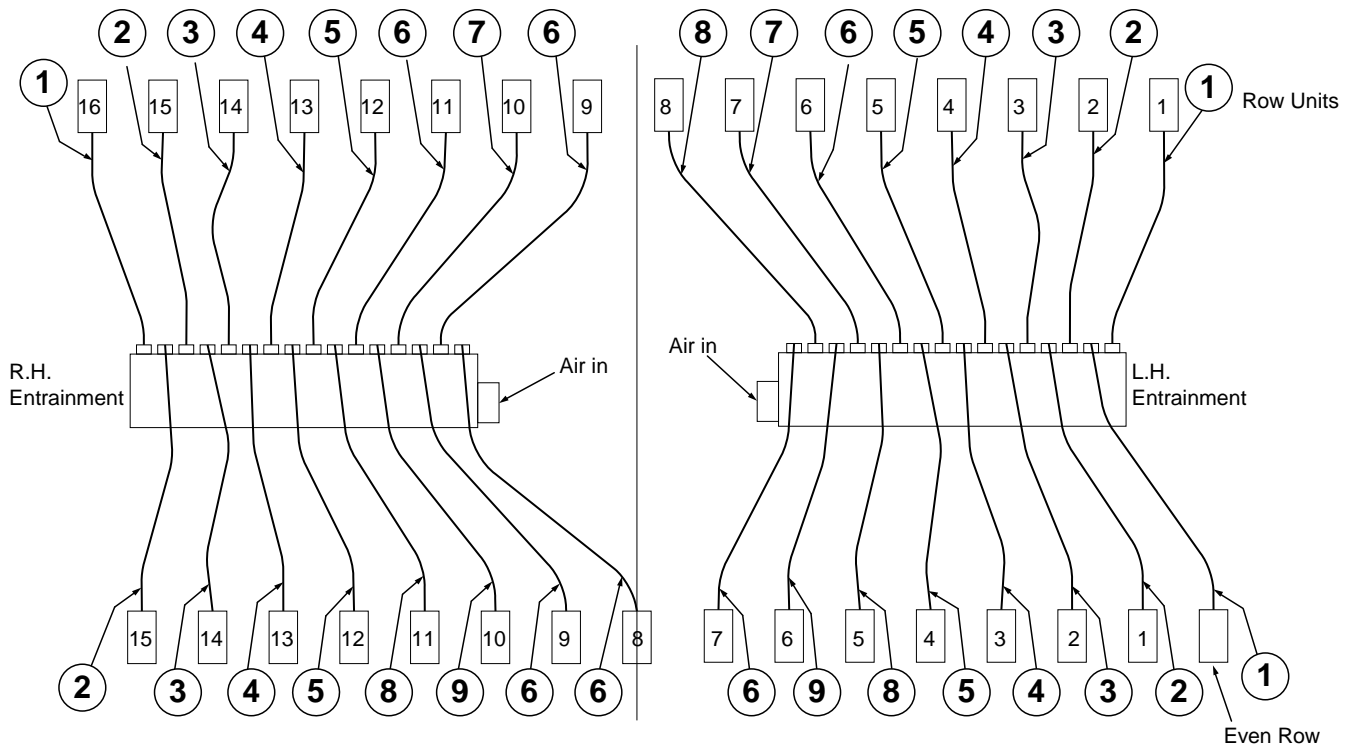 2 3 4 5 6 7 6 8 7 6 5 4 3 2
1 1
16 15 14 13 12 11 10 9 8 7 6 5 4 3 2 1 Row Units
Air in
Air in
R.H.
Entrainment
L.H.
Entrainment
15 14 13 12 11 10 9 8 7 6 5 4 3 2 1
2 3 4 5 8 9 6 6 6 9 8 5 4 3 2 1
Even Row